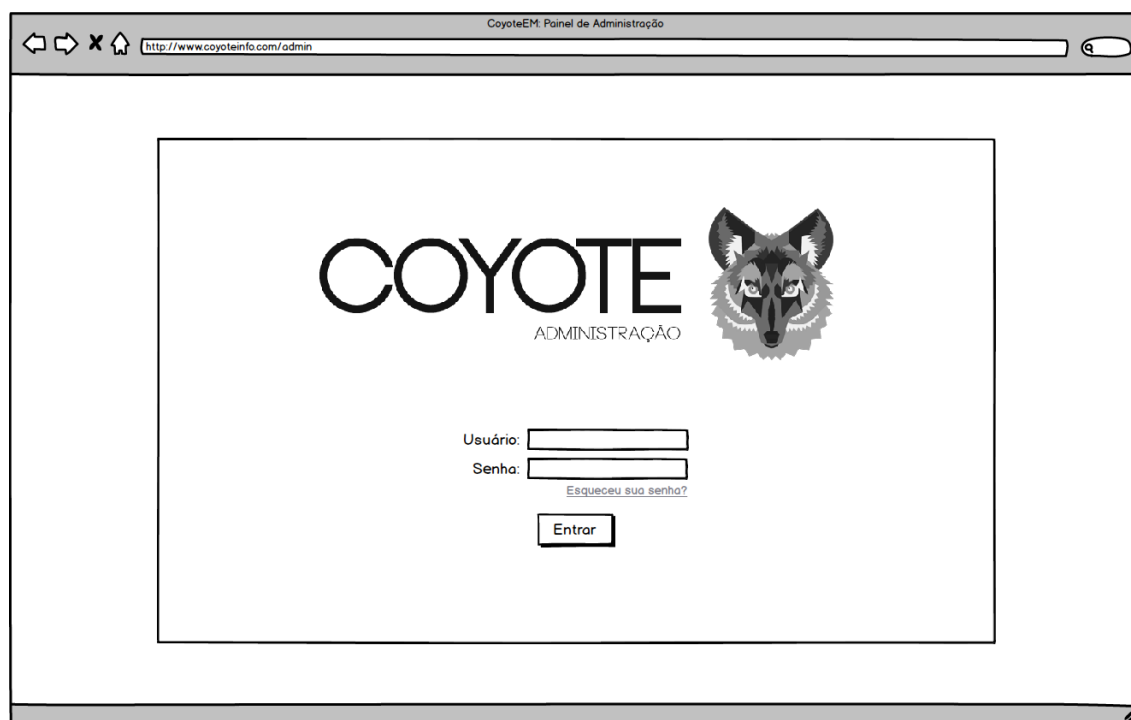 CoyoteEM: Painel de Administração
http://www.coyoteinfo.com/admin
COYOTE
ADMINISTRAÇÃO
Usuário:
Senha:
Esqueceu sua senha?
Entrar